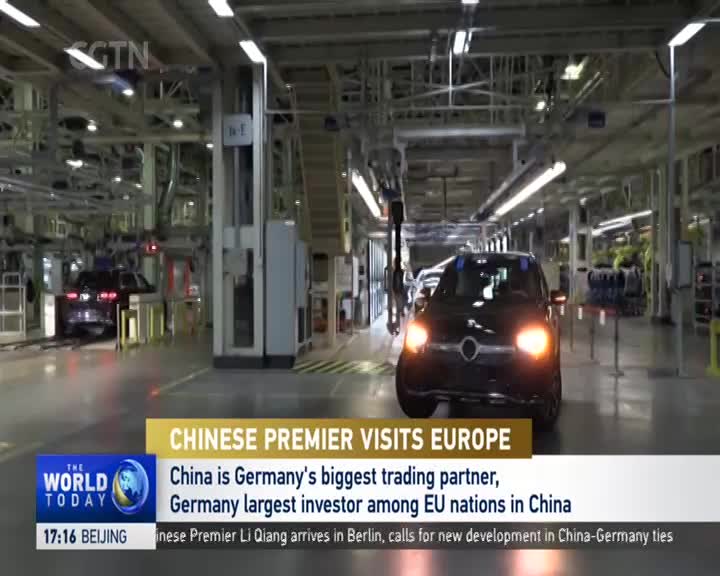 CGTN
CHINESE PREMIER VISITS EUROPE
China is Germany's biggest trading partner,
Germany largest investor among EU nations in China
THE
WORLD
TODAY
17:16 BEIJING
inese Premier Li Qiang arrives in Berlin, calls for new development in China-Germany ties